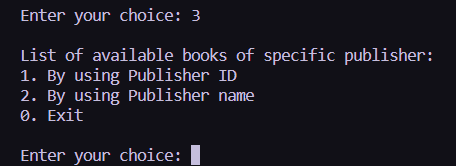 Enter your choice: 3
List of available books of specific publisher:
1. By using Publisher ID
2. By using Publisher name
0. Exit
Enter your choice: